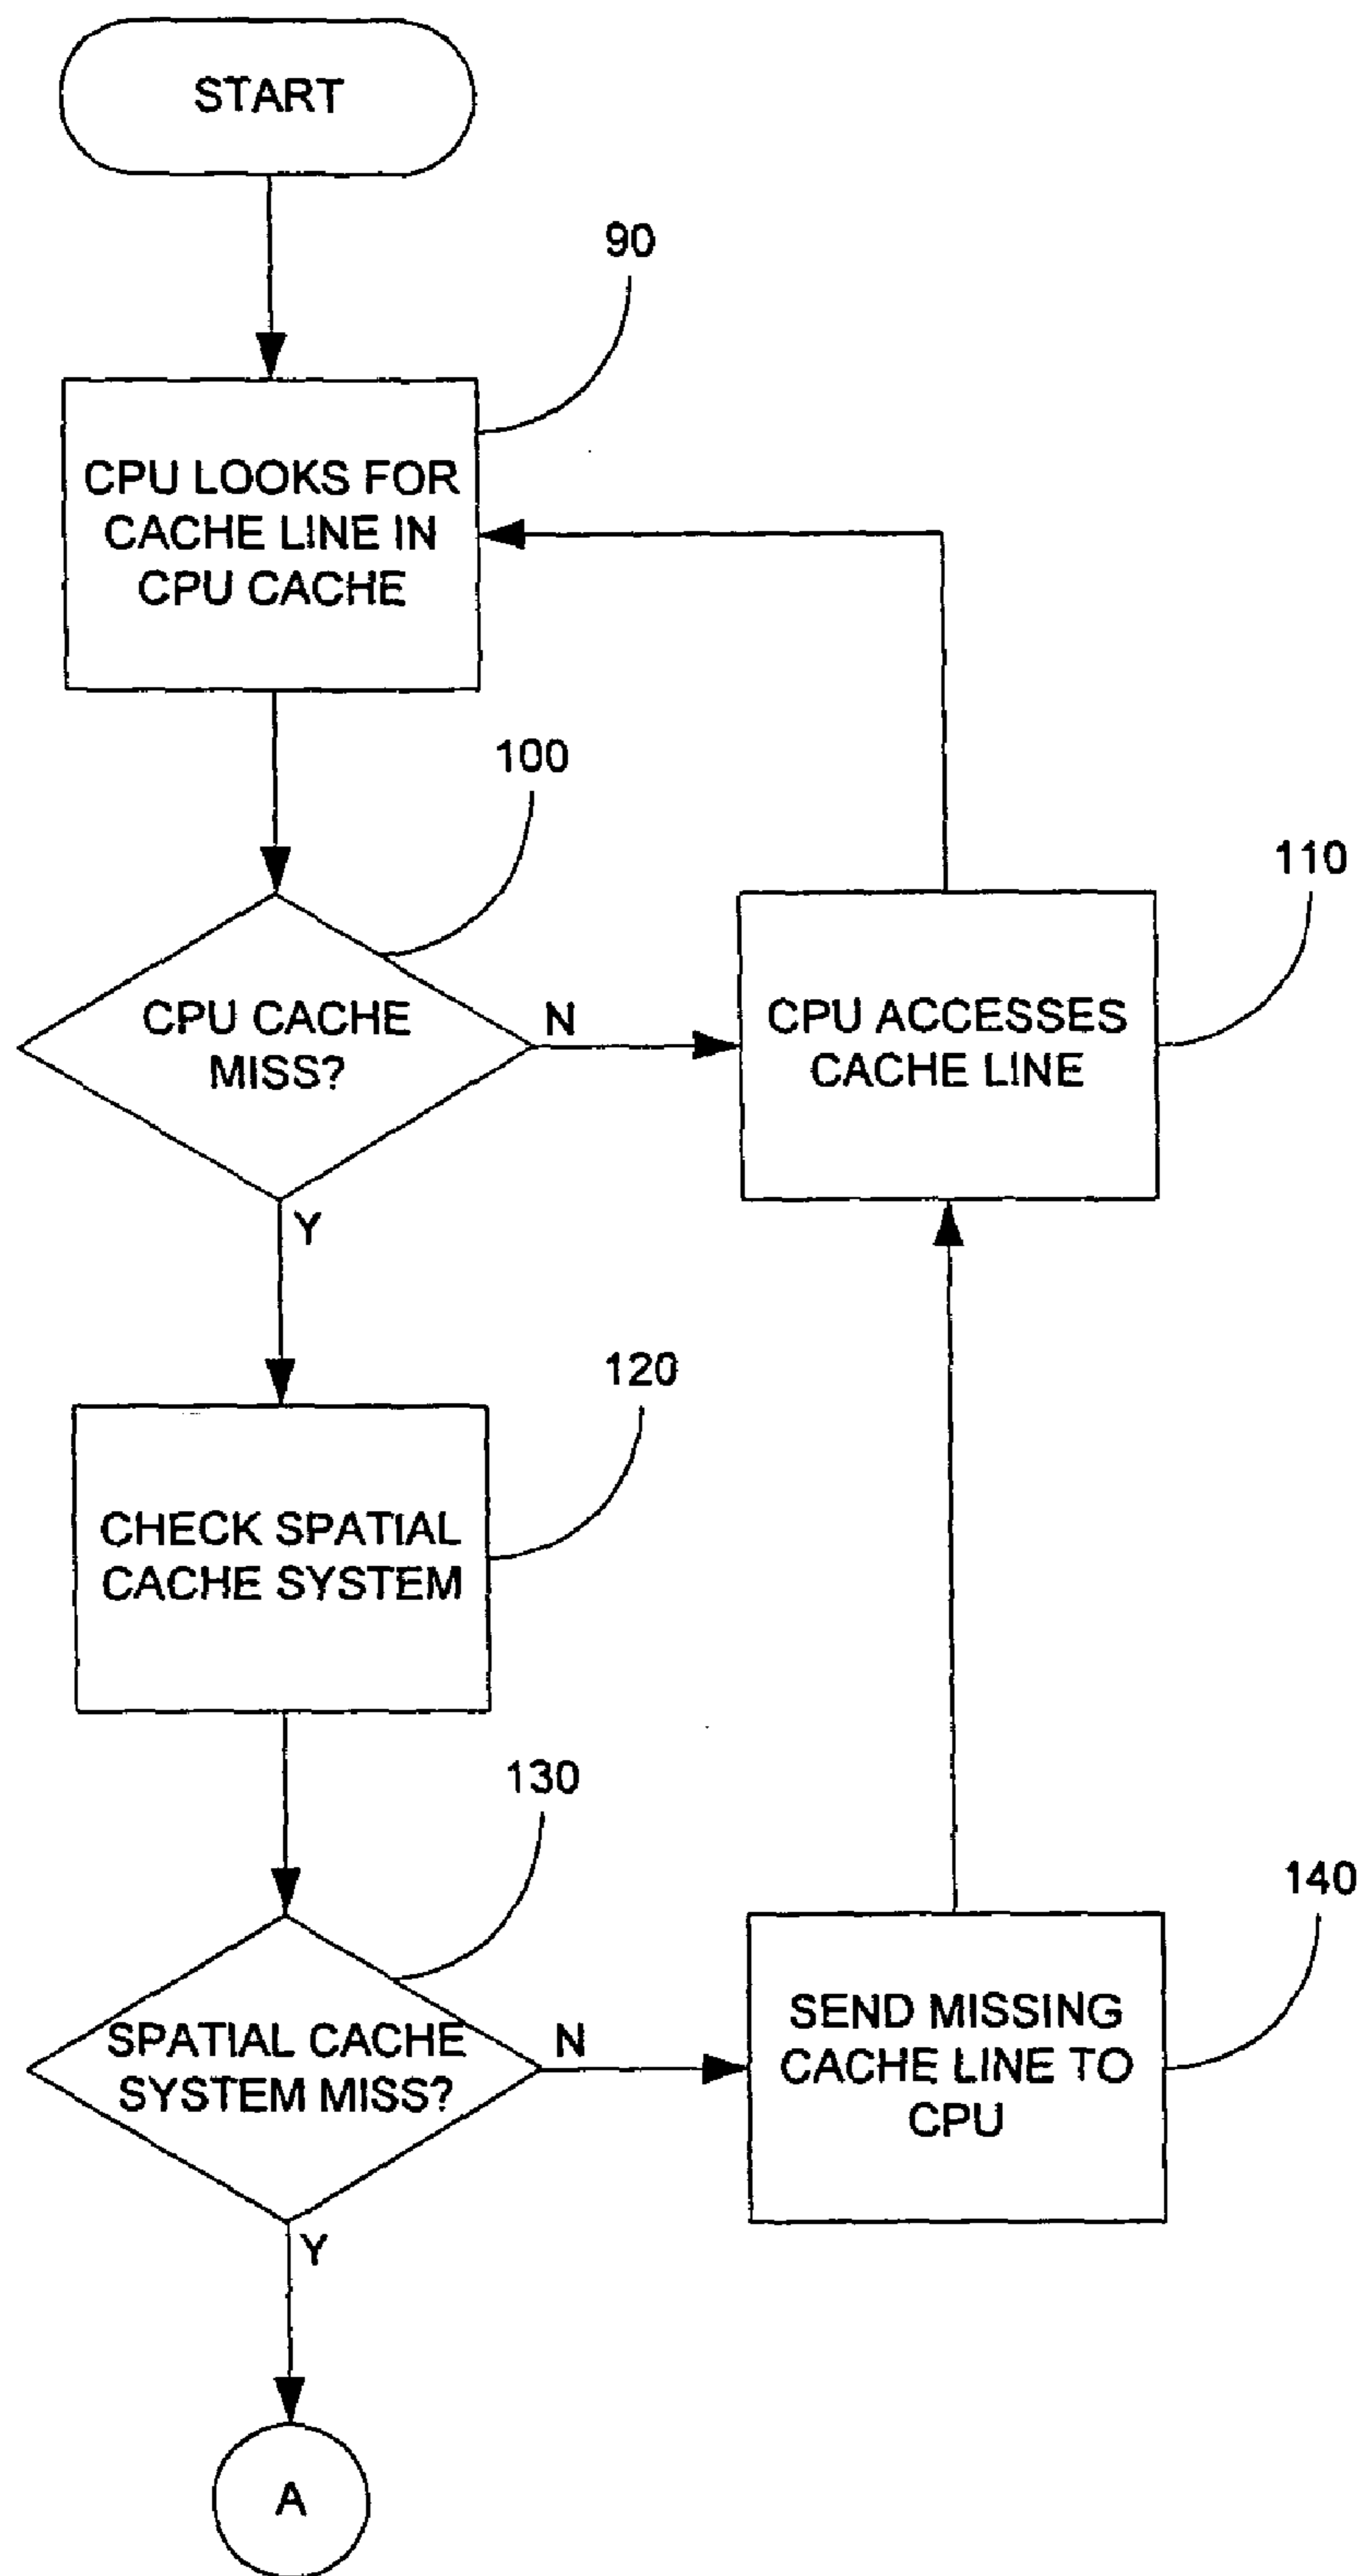 START
90
CPU LOOKS FOR
CACHE LINE IN
CPU CACHE
100
CPU CACHE
MISS?
N
110
CPU ACCESSES
CACHE LINE
Y
120
CHECK SPATIAL
CACHE SYSTEM
130
SPATIAL CACHE
SYSTEM MISS?
N
140
SEND MISSING
CACHE LINE TO
CPU
Y
A